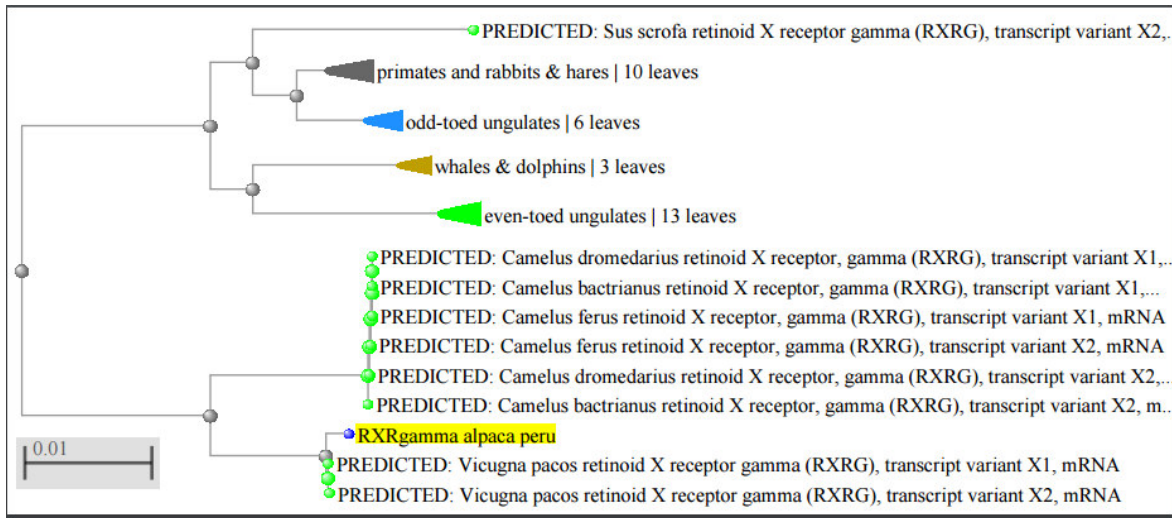 PREDICTED: Sus scrofa retinoid X receptor gamma (RXRG), transcript variant X2,...
primates and rabbits & hares | 10 leaves
odd-toed ungulates | 6 leaves
whales & dolphins | 3 leaves
even-toed ungulates | 13 leaves
PREDICTED: Camelus dromedarius retinoid X receptor, gamma (RXRG), transcript variant X1,...
PREDICTED: Camelus bactrianus retinoid X receptor, gamma (RXRG), transcript variant X1,...
PREDICTED: Camelus ferus retinoid X receptor, gamma (RXRG), transcript variant X1, mRNA
PREDICTED: Camelus ferus retinoid X receptor, gamma (RXRG), transcript variant X2, mRNA
PREDICTED: Camelus dromedarius retinoid X receptor, gamma (RXRG), transcript variant X2,...
PREDICTED: Camelus bactrianus retinoid X receptor, gamma (RXRG), transcript variant X2, m...
RXRgamma alpaca peru
0.01
PREDICTED: Vicugna pacos retinoid X receptor gamma (RXRG), transcript variant X1, mRNA
PREDICTED: Vicugna pacos retinoid X receptor gamma (RXRG), transcript variant X2, mRNA